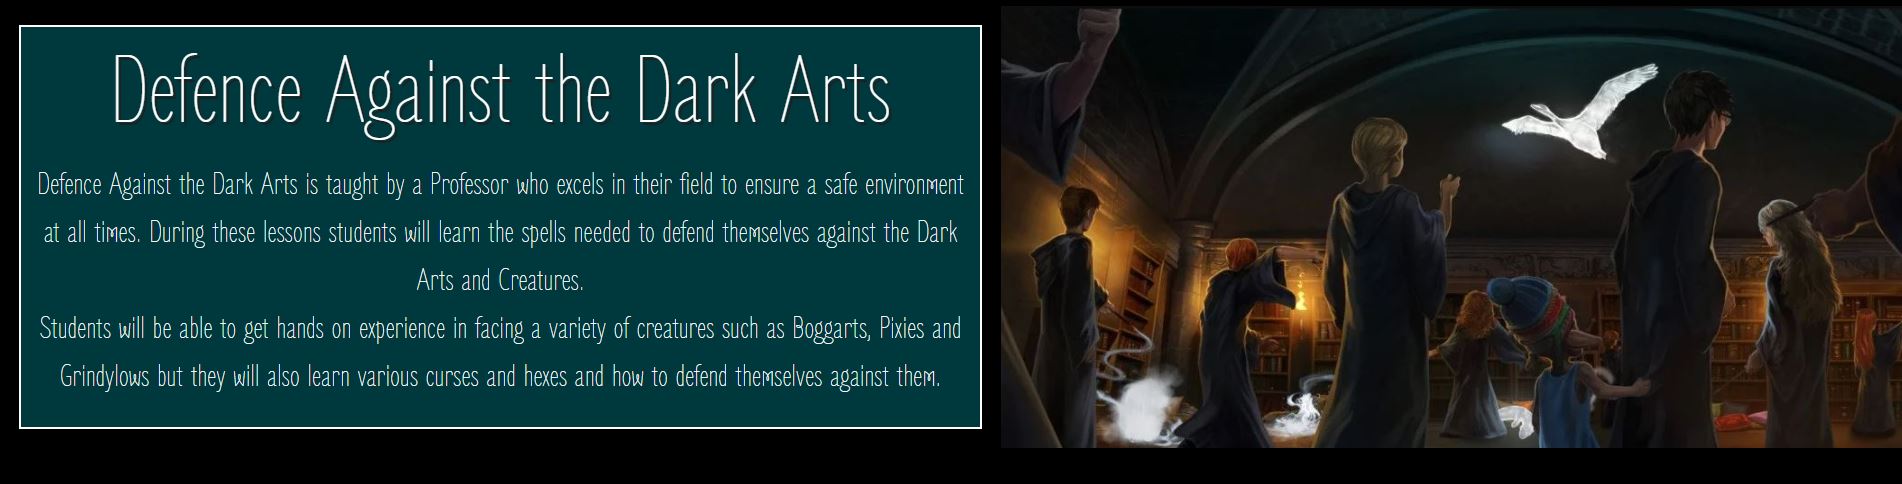 Defence Against the Dark Arts
Defence Against the Dark Arts is taught by a Professor who excels in their field to ensure a safe environment
at all times. During these lessons students will learn the spells needed to defend themselves against the Dark
Arts and Creatures.
Students will be able to get hands on experience in facing a variety of creatures such as Boggarts, Pixies and
Grindylows but they will also learn various curses and hexes and how to defend themselves against them.